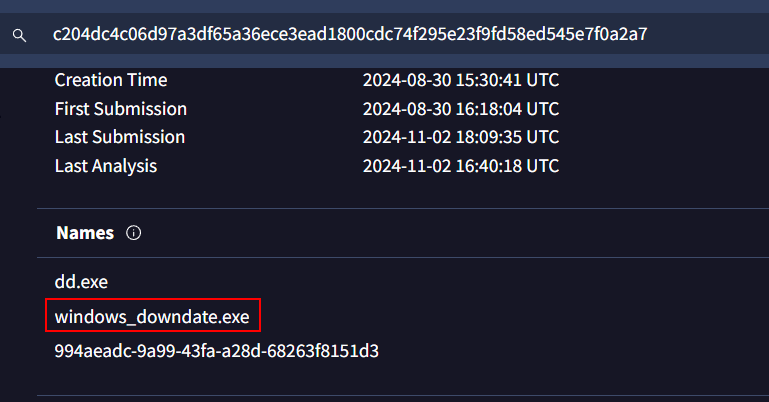 c204dc4c06d97a3df65a36ece3ead1800cdc74f295e23f9fd58ed545e7f0a2a7
Creation Time 2024-08-30 15:30:41 UTC
First Submission 2024-08-30 16:18:04 UTC
Last Submission 2024-11-02 18:09:35 UTC
Last Analysis 2024-11-02 16:40:18 UTC
Names
dd.exe
windows_downdate.exe
994aeadc-9a99-43fa-a28d-68263f8151d3